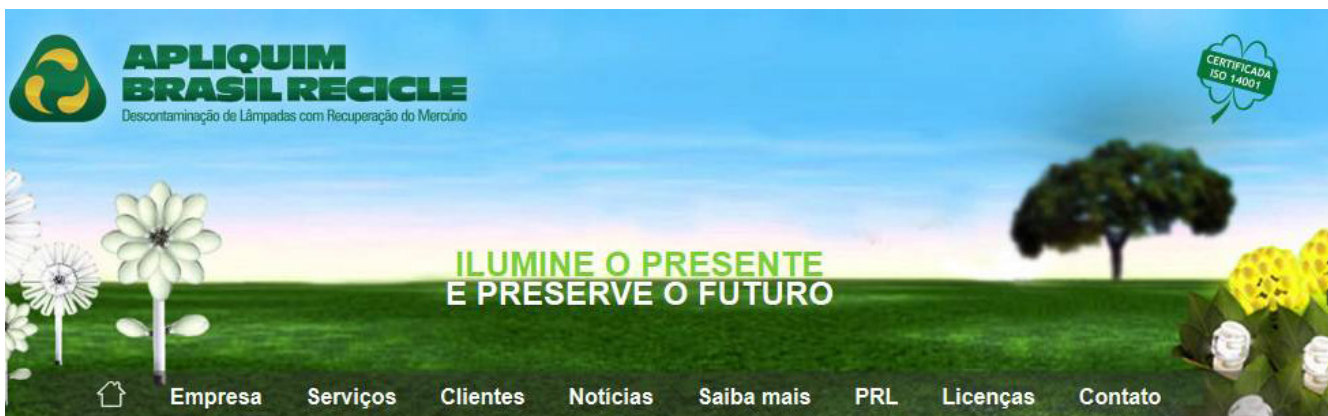 APLIQUIM
BRASIL RECICLE
Descontaminação de Lâmpadas com Recuperação do Mercúrio
CERTIFICADA
ISO 14001
ILUMINE O PRESENTE
E PRESERVE O FUTURO
Empresa Serviços Clientes Notícias Saiba mais PRL Licenças Contato